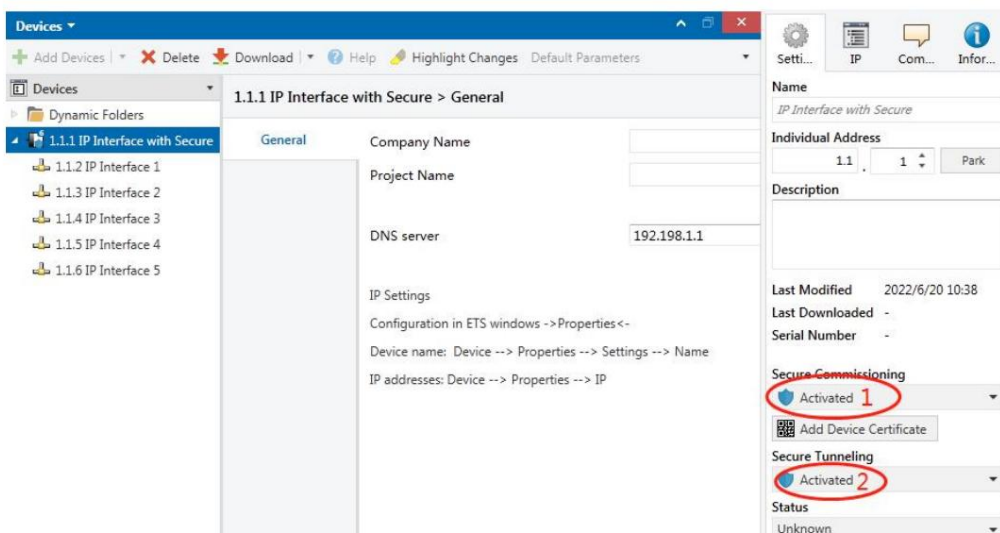 Devices
Add Devices Delete Download Help Highlight Changes Default Parameters
Devices
Dynamic Folders
1.1.1 IP Interface with Secure
1.1.2 IP Interface 1
1.1.3 IP Interface 2
1.1.4 IP Interface 3
1.1.5 IP Interface 4
1.1.6 IP Interface 5
1.1.1 IP Interface with Secure > General
General
Company Name
Project Name
DNS server 192.198.1.1
IP Settings
Configuration in ETS windows ->Properties<-
Device name: Device --> Properties --> Settings --> Name
IP addresses: Device --> Properties --> IP
Setti... IP Com... Infor...
Name
IP Interface with Secure
Individual Address
1.1 . 1 Park
Description
Last Modified 2022/6/20 10:38
Last Downloaded -
Serial Number -
Secure Commissioning
Activated 1
Add Device Certificate
Secure Tunneling
Activated 2
Status
Unknown